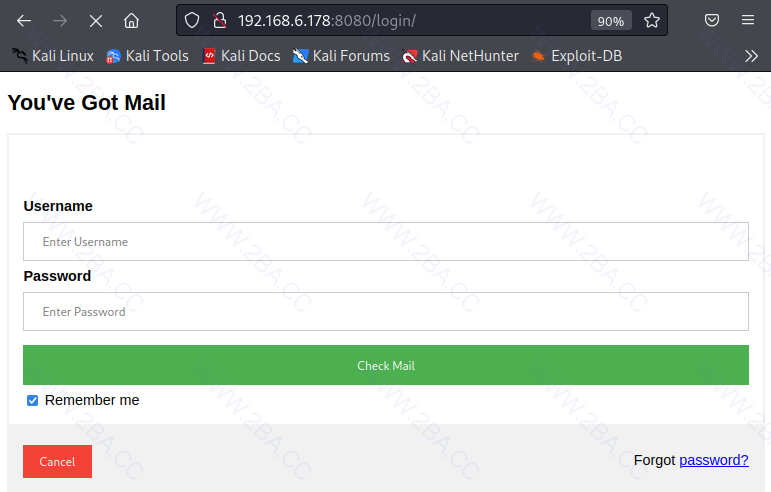 192.168.6.178:8080/login/ 90%
Kali Linux Kali Tools Kali Docs Kali Forums Kali NetHunter Exploit-DB
You've Got Mail
Username
Enter Username
Password
Enter Password
Check Mail
Remember me
Cancel Forgot password?
WWW.2BA.CC